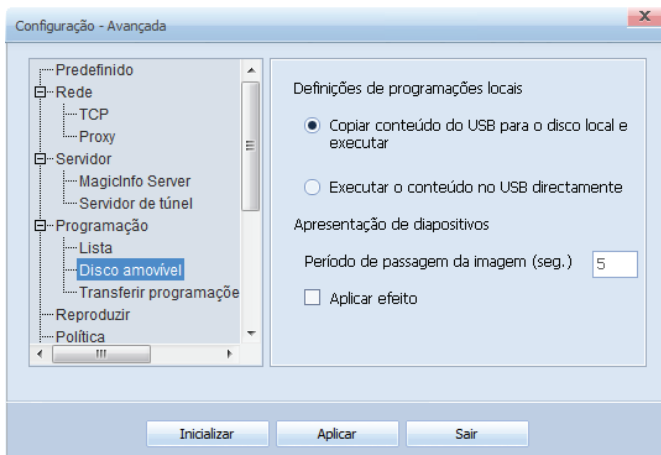 Configuração - Avançada
Predefinido
Rede
TCP
Proxy
Servidor
MagicInfo Server
Servidor de túnel
Programação
Lista
Disco amovível
Transferir programaçõe
Reproduzir
Política
Definições de programações locais
Copiar conteúdo do USB para o disco local e
executar
Executar o conteúdo no USB directamente
Apresentação de diapositivos
Período de passagem da imagem (seg.) 5
Aplicar efeito
Inicializar Aplicar Sair